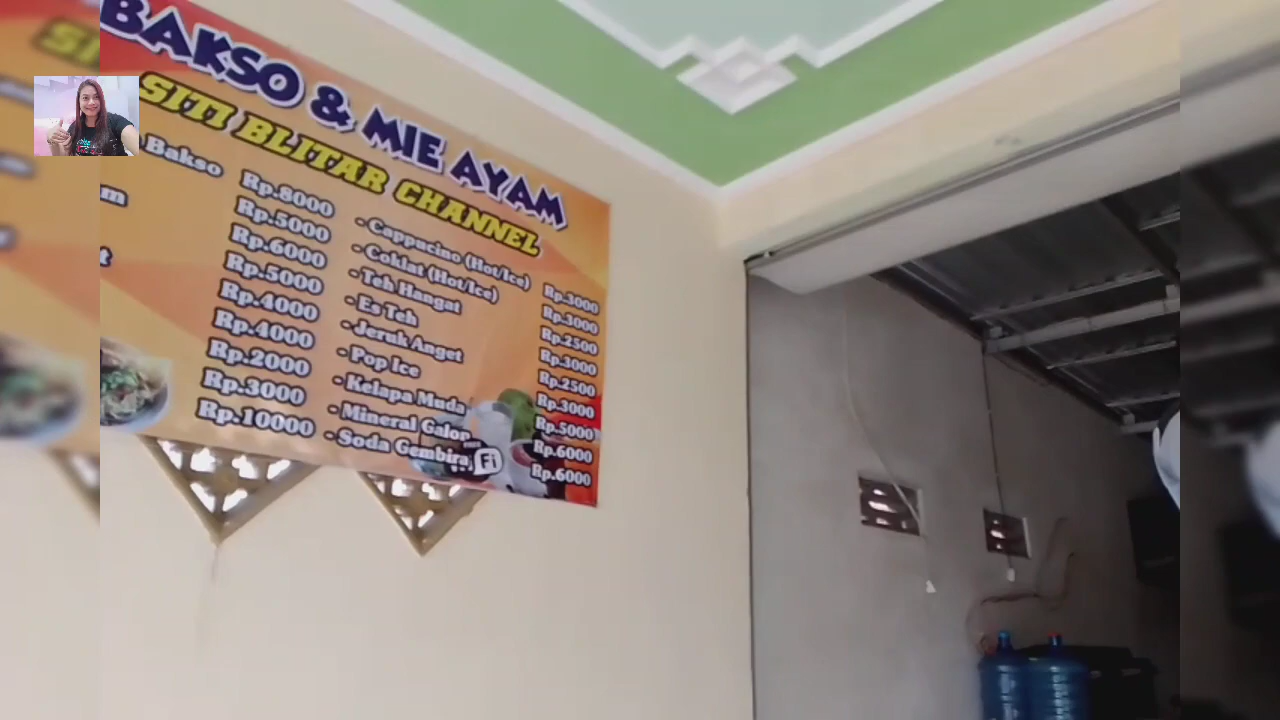 BAKSO & MIE AYAM
SITI BLITAR CHANNEL
Bakso Rp.8000
Rp.5000
Rp.6000
Rp.5000
Rp.4000
Rp.4000
Rp.2000
Rp.3000
Rp.10000
- Cappucino (Hot/Ice) Rp.3000
- Coklat (Hot/Ice) Rp.3000
- Teh Hangat Rp.2500
- Es Teh Rp.3000
- Jeruk Anget Rp.2500
- Pop Ice Rp.3000
- Kelapa Muda Rp.5000
- Mineral Galon Rp.6000
- Soda Gembira Rp.6000
Fi